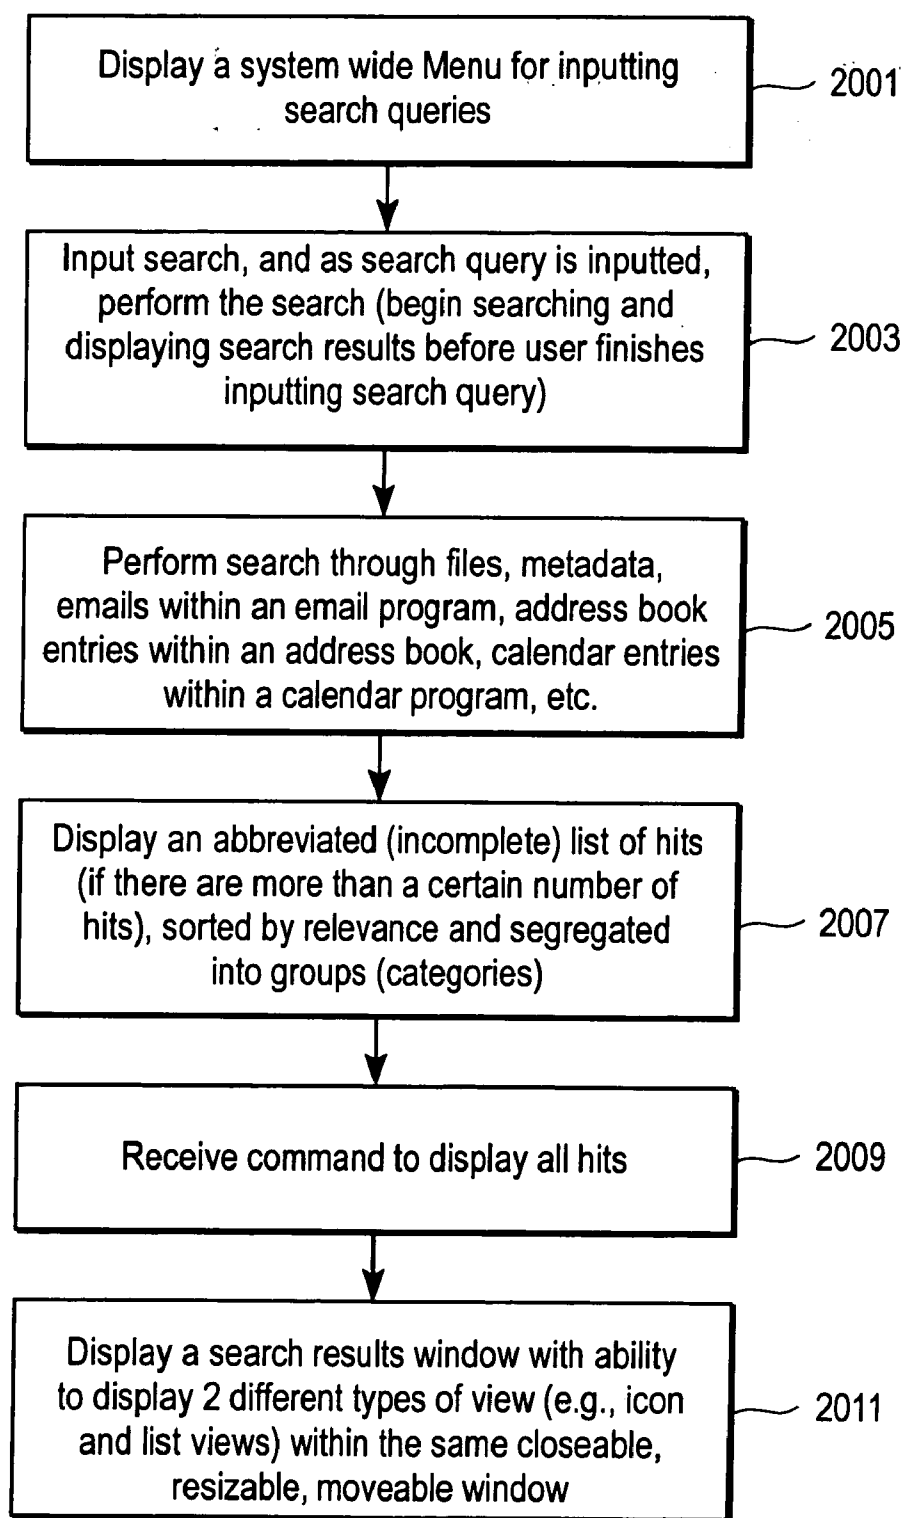 Display a system wide Menu for inputting
search queries
2001
Input search, and as search query is inputted,
perform the search (begin searching and
displaying search results before user finishes
inputting search query)
2003
Perform search through files, metadata,
emails within an email program, address book
entries within an address book, calendar entries
within a calendar program, etc.
2005
Display an abbreviated (incomplete) list of hits
(if there are more than a certain number of
hits), sorted by relevance and segregated
into groups (categories)
2007
Receive command to display all hits
2009
Display a search results window with ability
to display 2 different types of view (e.g., icon
and list views) within the same closeable,
resizable, moveable window
2011